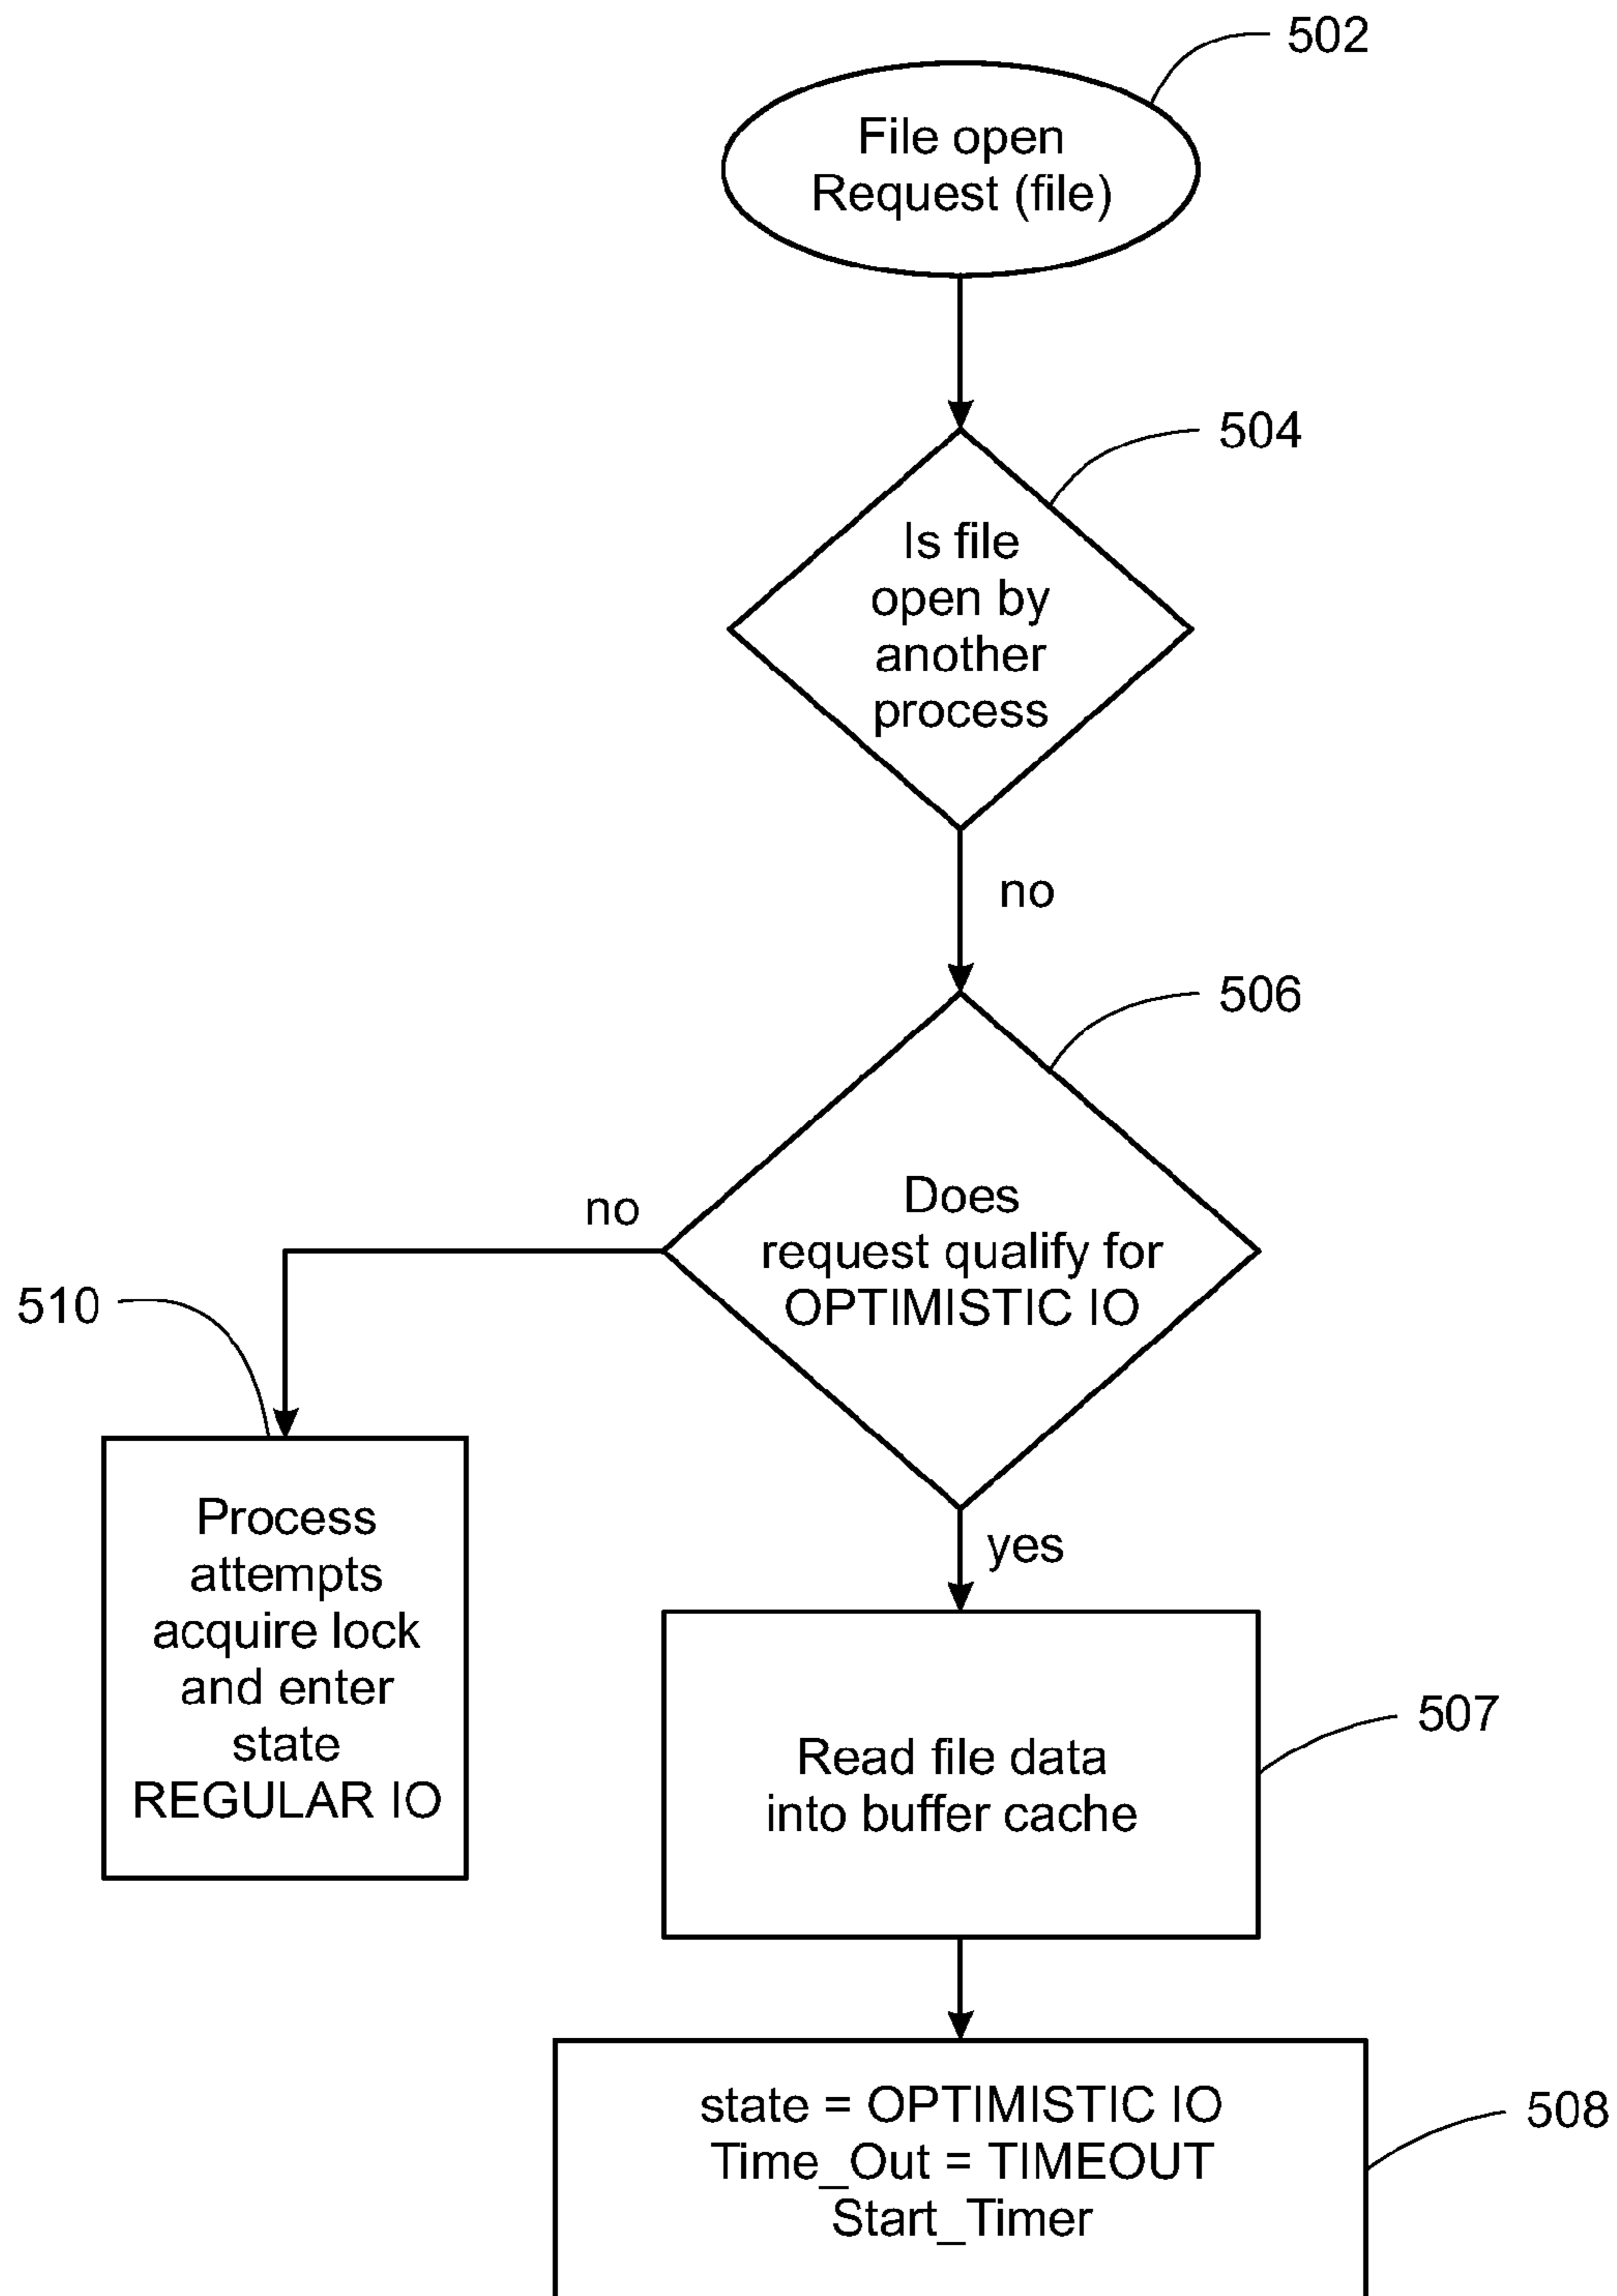 502
File open
Request (file)
504
Is file
open by
another
process
no
506
Does
request qualify for
OPTIMISTIC IO
no
510
yes
Process
attempts
acquire lock
and enter
state
REGULAR IO
507
Read file data
into buffer cache
508
state = OPTIMISTIC IO
Time_Out = TIMEOUT
Start_Timer